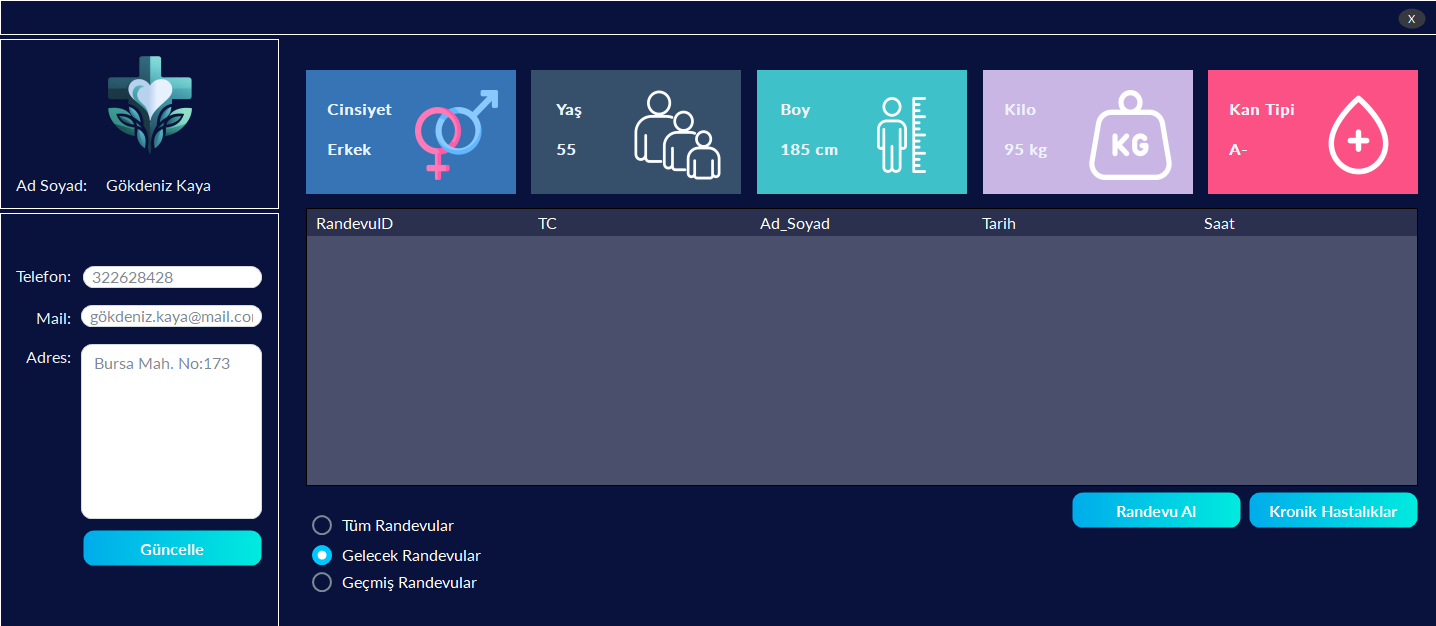 X
Ad Soyad: Gökdeniz Kaya
Telefon: 322628428
Mail: gökdeniz.kaya@mail.co
Adres: Bursa Mah. No:173
Güncelle
Cinsiyet
Erkek
Yaş
55
Boy
185 cm
Kilo
95 kg
KG
Kan Tipi
A-
RandevuID TC Ad_Soyad Tarih Saat
Randevu Al Kronik Hastalıklar
Tüm Randevular
Gelecek Randevular
Geçmiş Randevular